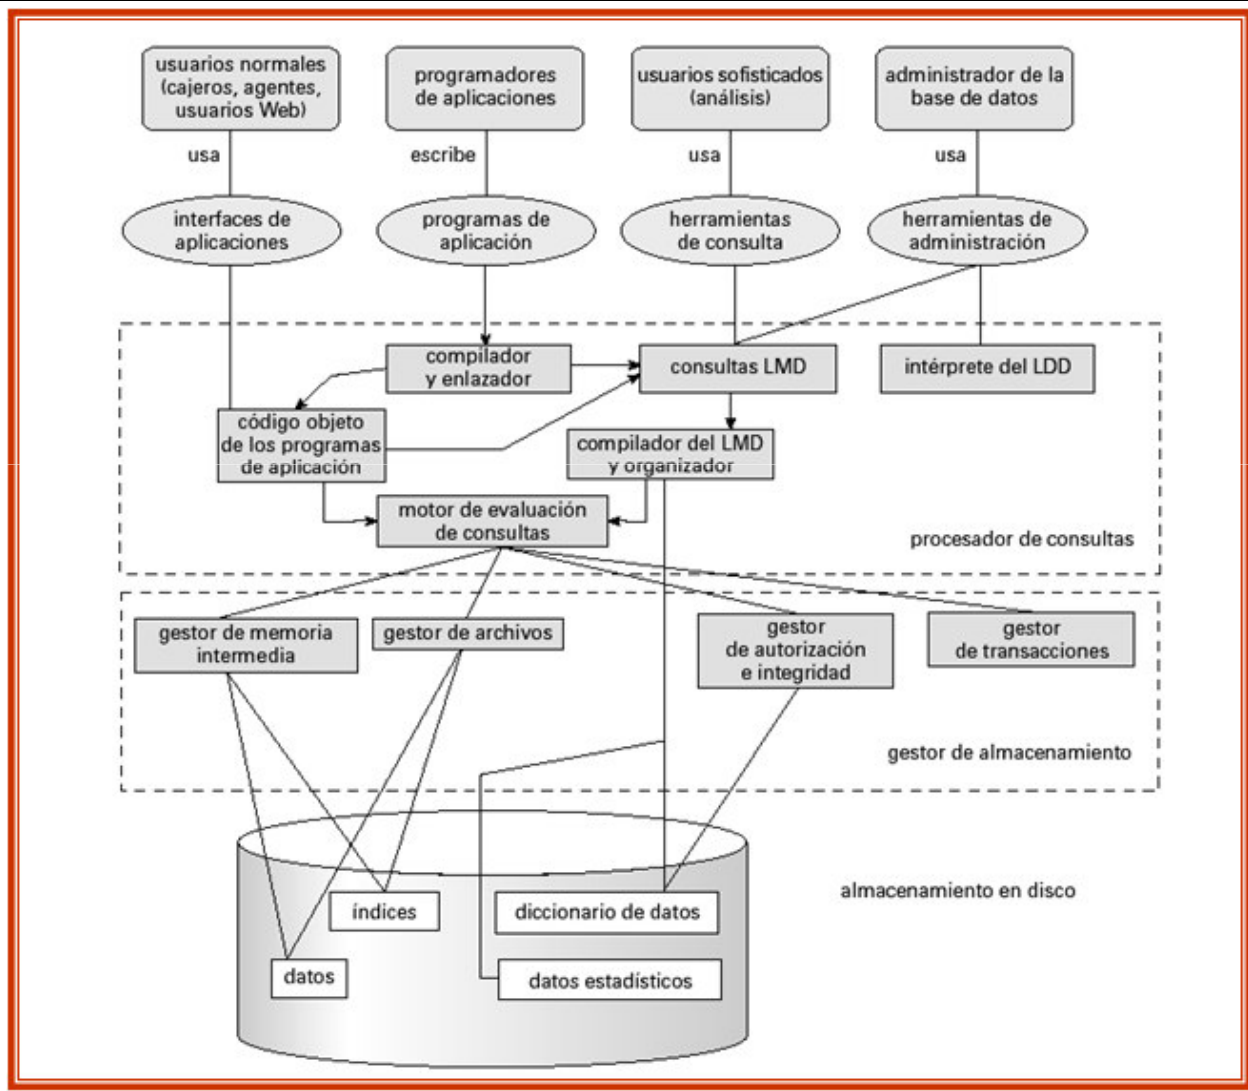 usuarios normales
(cajeros, agentes,
usuarios Web)
programadores
de aplicaciones
usuarios sofisticados
(análisis)
administrador de la
base de datos
usa
escribe
usa
usa
interfaces de
aplicaciones
programas de
aplicación
herramientas
de consulta
herramientas de
administración
compilador
y enlazador
consultas LMD
intérprete del LDD
código objeto
de los programas
de aplicación
compilador del LMD
y organizador
motor de evaluación
de consultas
procesador de consultas
gestor de memoria
intermedia
gestor de archivos
gestor
de autorización
e integridad
gestor
de transacciones
gestor de almacenamiento
almacenamiento en disco
índices
diccionario de datos
datos
datos estadísticos